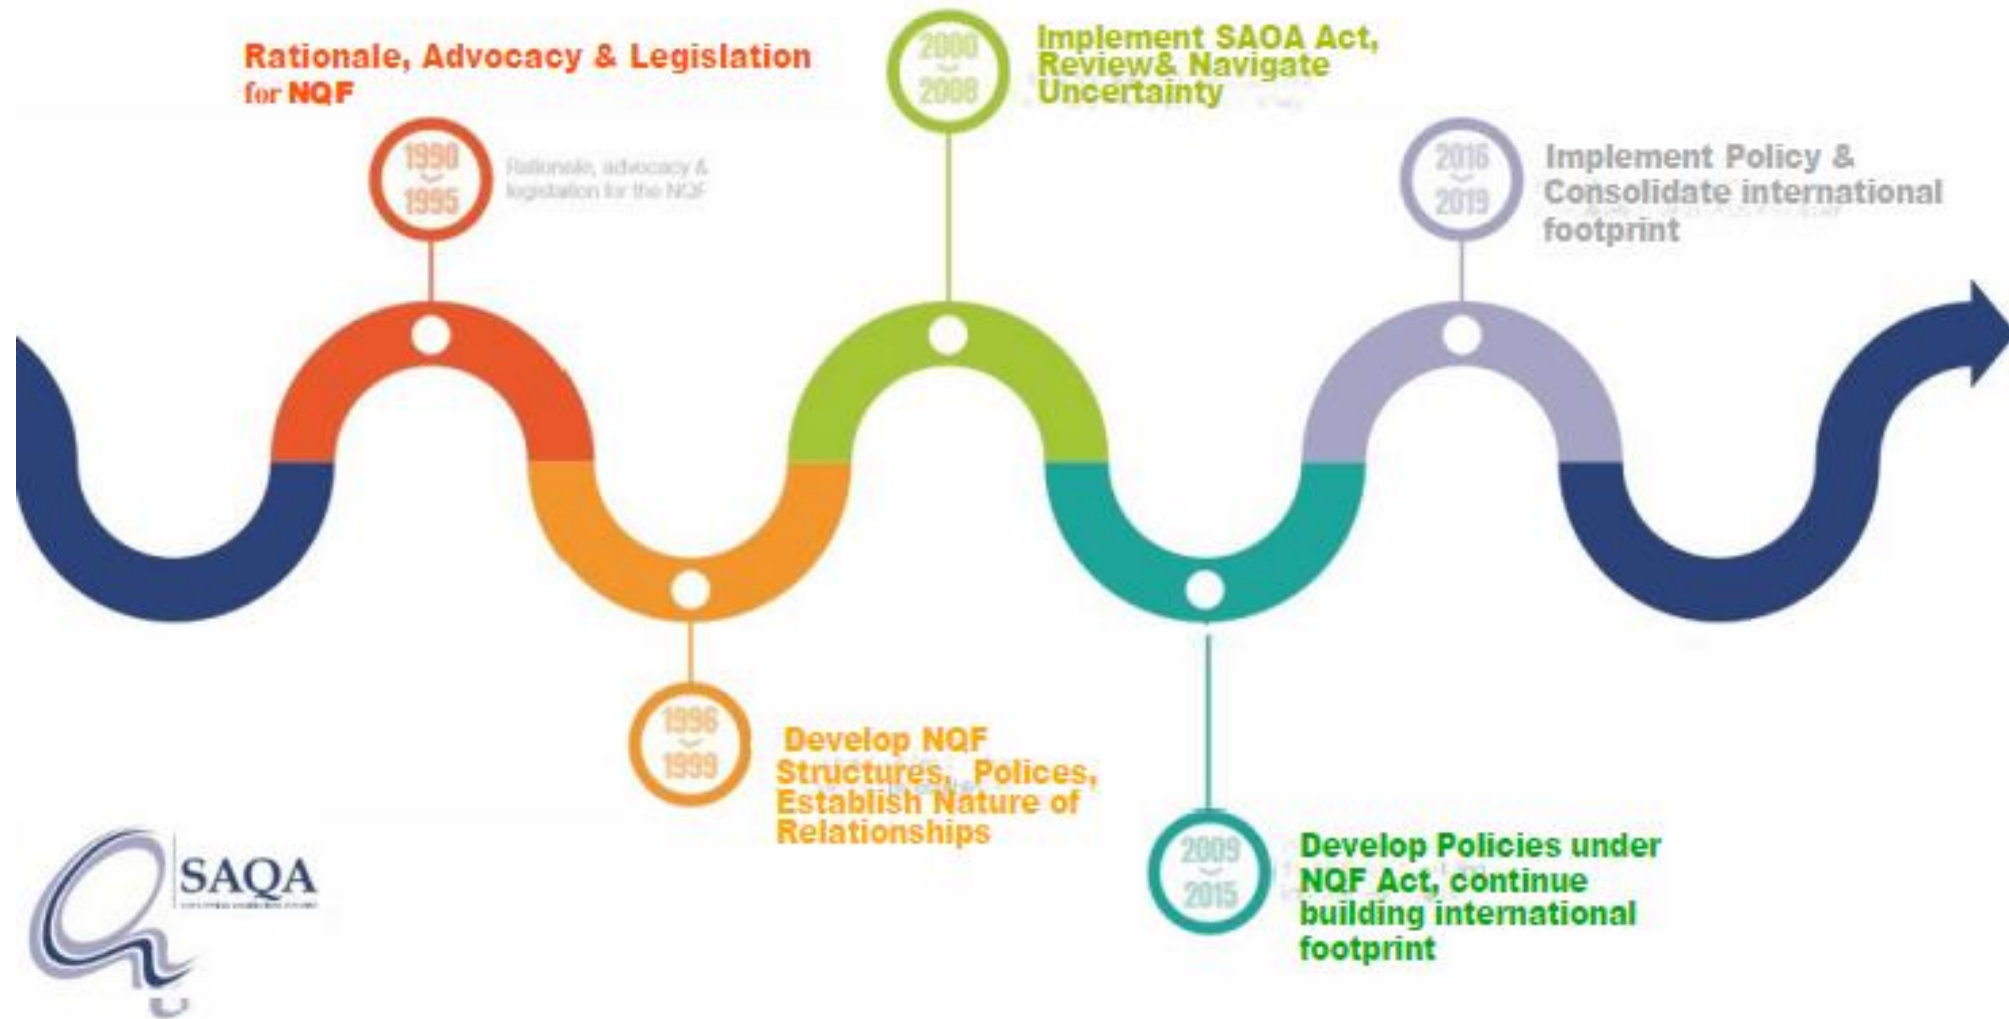 Rationale, Advocacy & Legislation
for NQF
1990
1995
Rationale, advocacy &
legislation for the NQF
2000
2008
Implement SAOA Act,
Review& Navigate
Uncertainty
2016
2019
Implement Policy &
Consolidate international
footprint
1996
1999
Develop NQF
Structures, Polices,
Establish Nature of
Relationships
2009
2015
Develop Policies under
NQF Act, continue
building international
footprint
SAQA